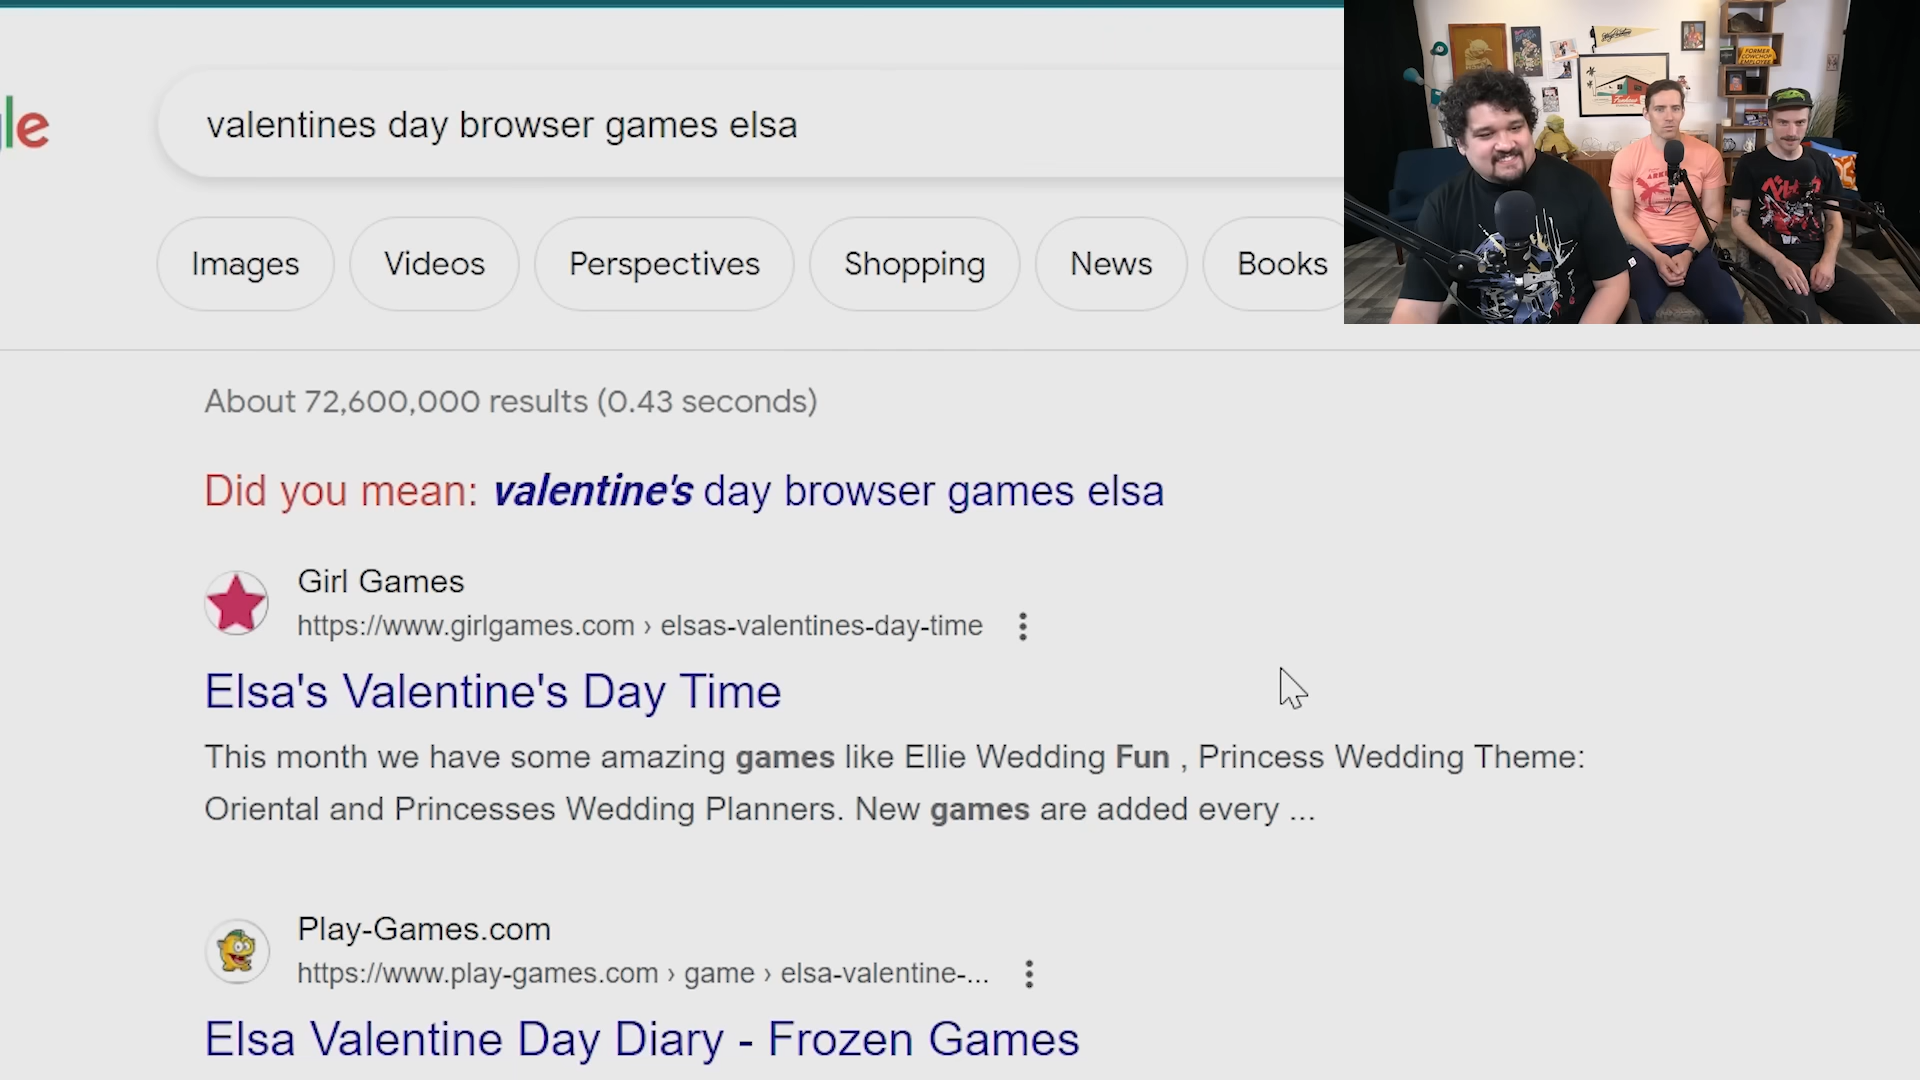 le
valentines day browser games elsa
Images
Videos
Perspectives
Shopping
News
Books
FORMER
COWCHOP
EMPLOYEE
About 72,600,000 results (0.43 seconds)
Did you mean: valentine's day browser games elsa
Girl Games
https://www.girlgames.com › elsas-valentines-day-time
Elsa's Valentine's Day Time
This month we have some amazing games like Ellie Wedding Fun , Princess Wedding Theme:
Oriental and Princesses Wedding Planners. New games are added every ...
Play-Games.com
https://www.play-games.com › game › elsa-valentine-...
Elsa Valentine Day Diary - Frozen Games